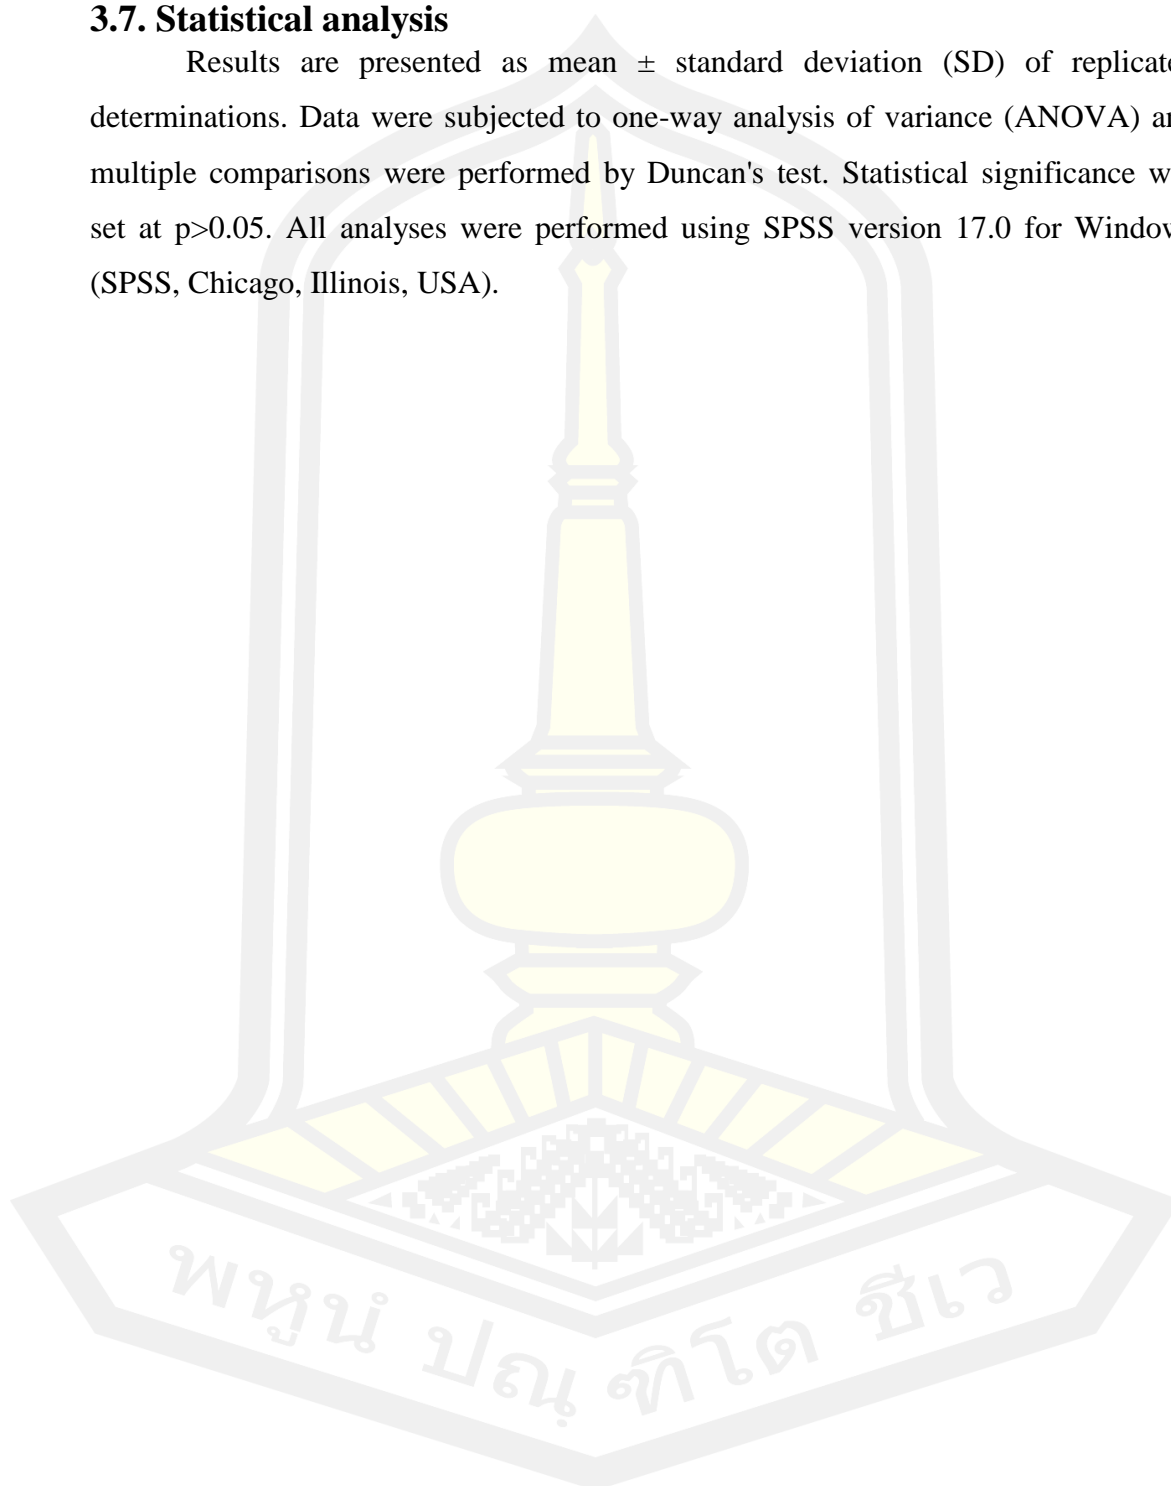 3.7. Statistical analysis
Results are presented as mean ± standard deviation (SD) of replicate
determinations. Data were subjected to one-way analysis of variance (ANOVA) an
multiple comparisons were performed by Duncan's test. Statistical significance w
set at p>0.05. All analyses were performed using SPSS version 17.0 for Window
(SPSS, Chicago, Illinois, USA).
พหูนํ ปณฺฑิโต ชีเว